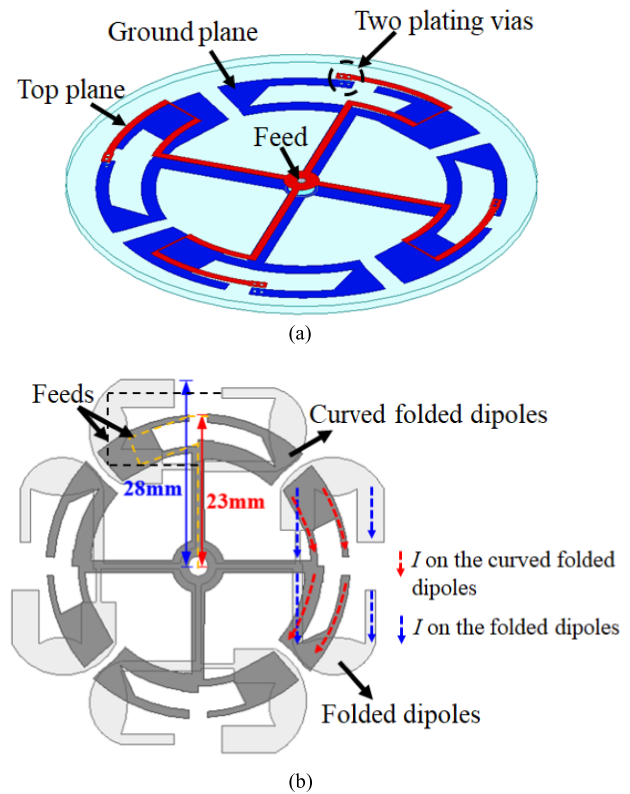 Two plating vias
Ground plane
Top plane
Feed
(a)
Feeds
Curved folded dipoles
28mm
23mm
I on the curved folded
dipoles
I on the folded dipoles
Folded dipoles
(b)